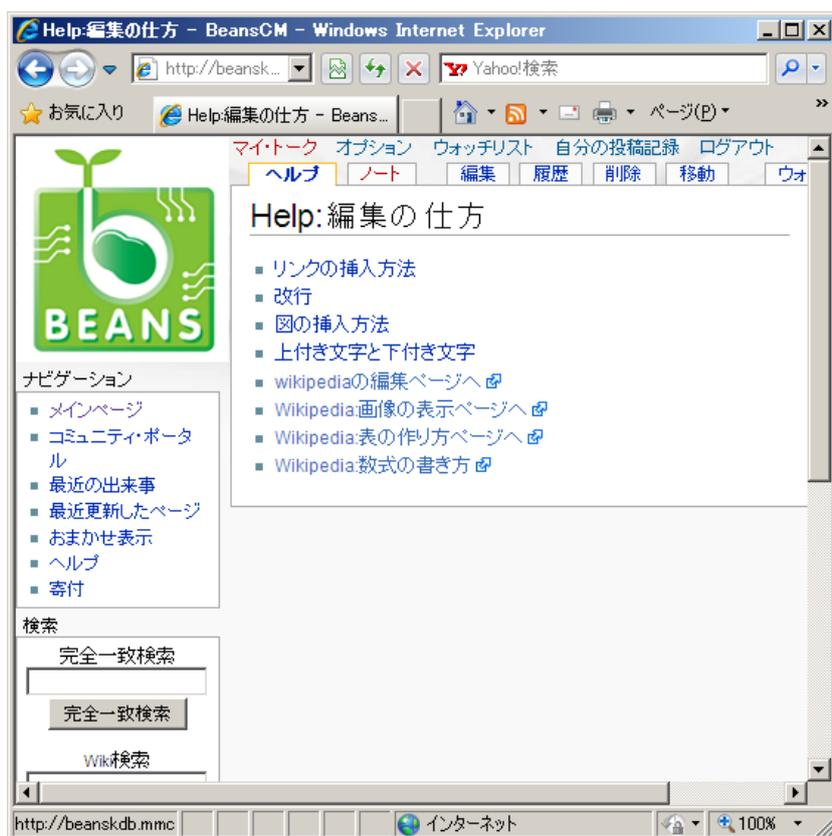 Help:編集の仕方 - BeansCM - Windows Internet Explorer
http://beansk...
Yahoo!検索
お気に入り
Help:編集の仕方 - Beans...
ページ(P)
»
マイ・トーク オプション ウォッチリスト 自分の投稿記録 ログアウト
ヘルプ ノート 編集 履歴 削除 移動 ウォ
BEANS
Help:編集の仕方
リンクの挿入方法
改行
図の挿入方法
上付き文字と下付き文字
wikipediaの編集ページへ
Wikipedia:画像の表示ページへ
Wikipedia:表の作り方ページへ
Wikipedia:数式の書き方
ナビゲーション
メインページ
コミュニティ・ポータ
ル
最近の出来事
最近更新したページ
おまかせ表示
ヘルプ
寄付
検索
完全一致検索
完全一致検索
Wiki検索
http://beanskdb.mmc
インターネット
100%